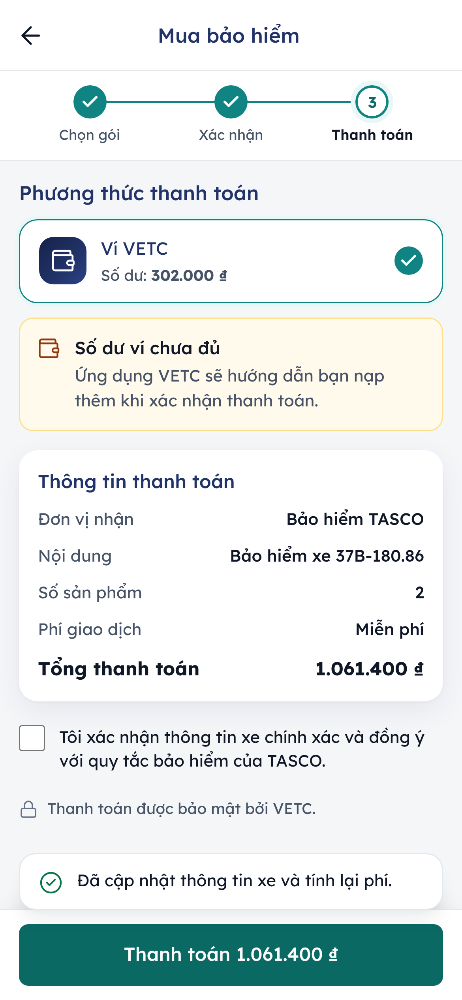 Mua bảo hiểm
3
Chọn gói
Xác nhận
Thanh toán
Phương thức thanh toán
Ví VETC
Số dư: 302.000 ₫
Số dư ví chưa đủ
Ứng dụng VETC sẽ hướng dẫn bạn nạp
thêm khi xác nhận thanh toán.
Thông tin thanh toán
Đơn vị nhận Bảo hiểm TASCO
Nội dung Bảo hiểm xe 37B-180.86
Số sản phẩm 2
Phí giao dịch Miễn phí
Tổng thanh toán 1.061.400 ₫
Tôi xác nhận thông tin xe chính xác và đồng ý
với quy tắc bảo hiểm của TASCO.
Thanh toán được bảo mật bởi VETC.
Đã cập nhật thông tin xe và tính lại phí.
Thanh toán 1.061.400 ₫